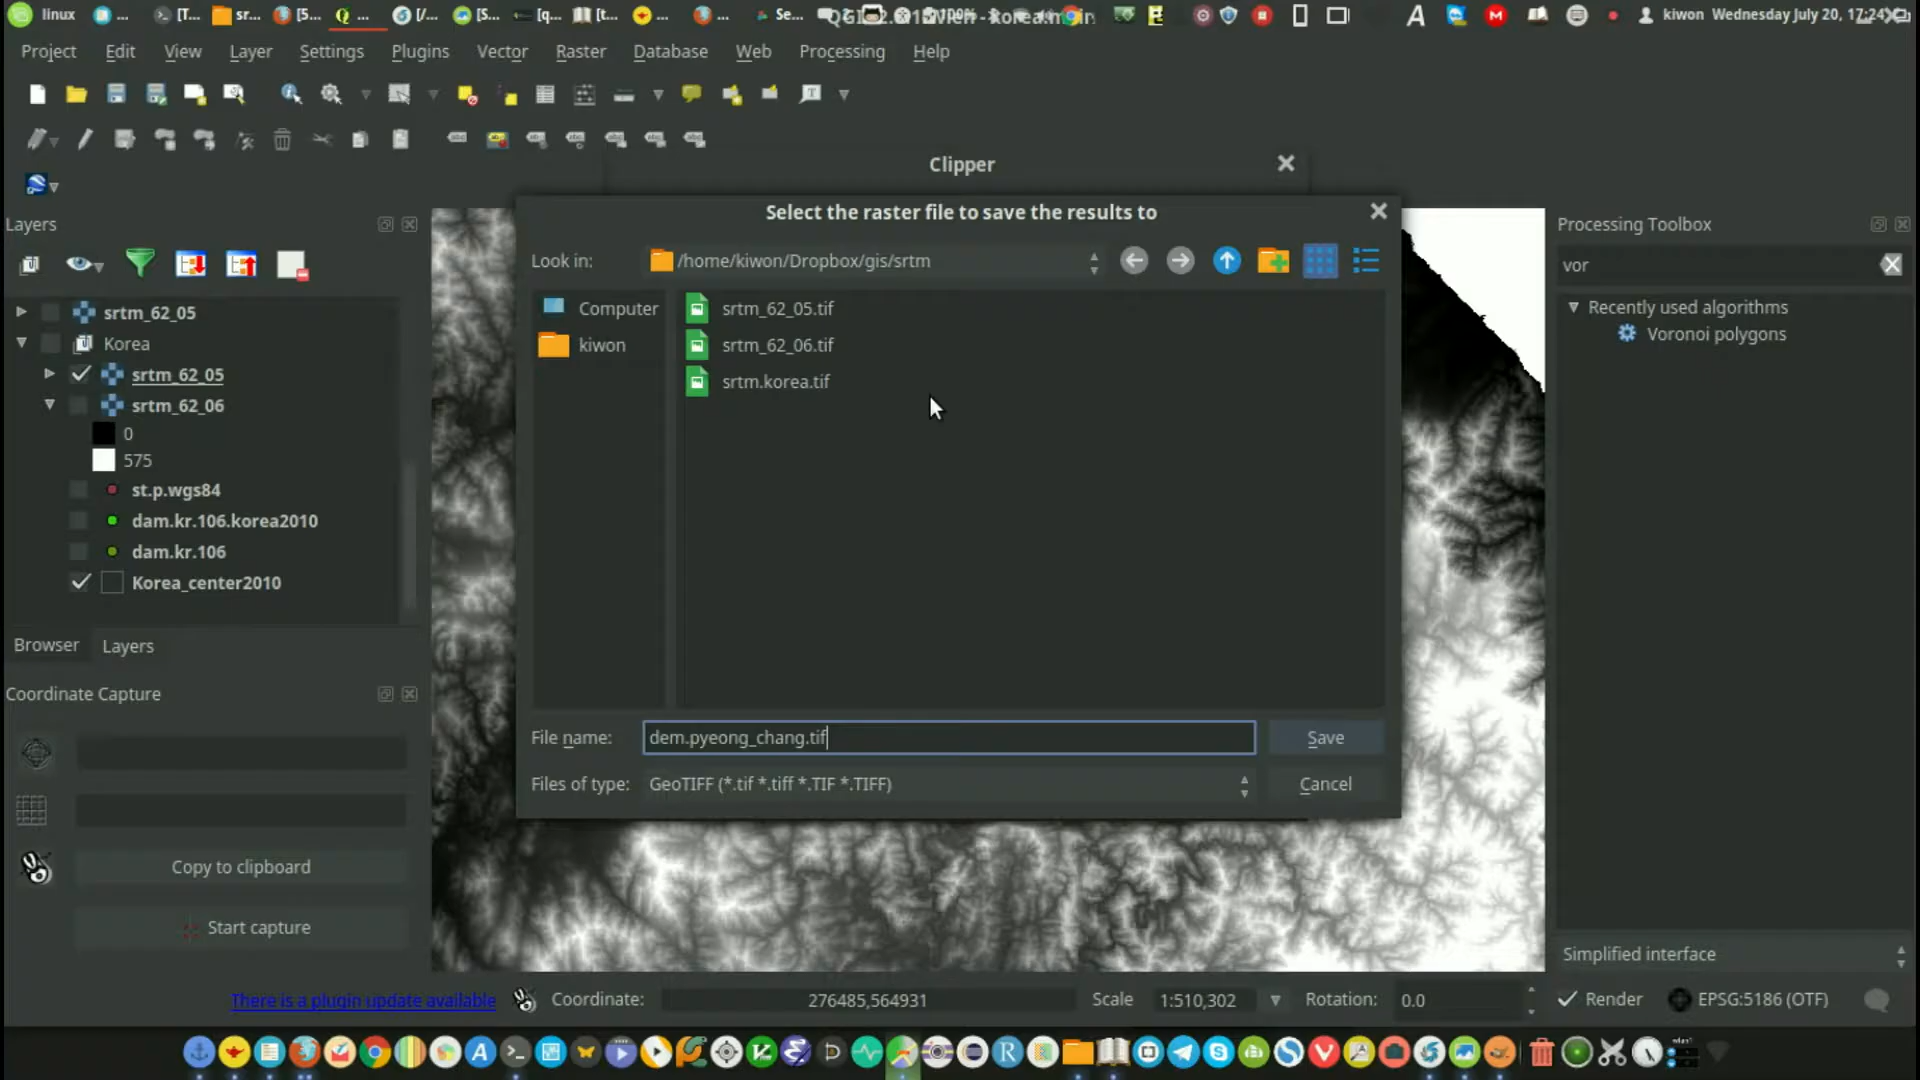 linux
kiwon Wednesday July 20, 17:24
Project Edit View Layer Settings Plugins Vector Raster Database Web Processing Help
Clipper
Select the raster file to save the results to
Look in: /home/kiwon/Dropbox/gis/srtm
Computer
kiwon
srtm_62_05.tif
srtm_62_06.tif
srtm.korea.tif
File name: dem.pyeong_chang.tif Save
Files of type: GeoTIFF (*.tif *.tiff *.TIF *.TIFF) Cancel
Layers
srtm_62_05
Korea
srtm_62_05
srtm_62_06
0
575
st.p.wgs84
dam.kr.106.korea2010
dam.kr.106
Korea_center2010
Browser Layers
Coordinate Capture
Copy to clipboard
Start capture
Processing Toolbox
vor
Recently used algorithms
Voronoi polygons
Simplified interface
There is a plugin update available Coordinate: 276485,564931 Scale 1:510,302 Rotation: 0.0 Render EPSG:5186 (OTF)